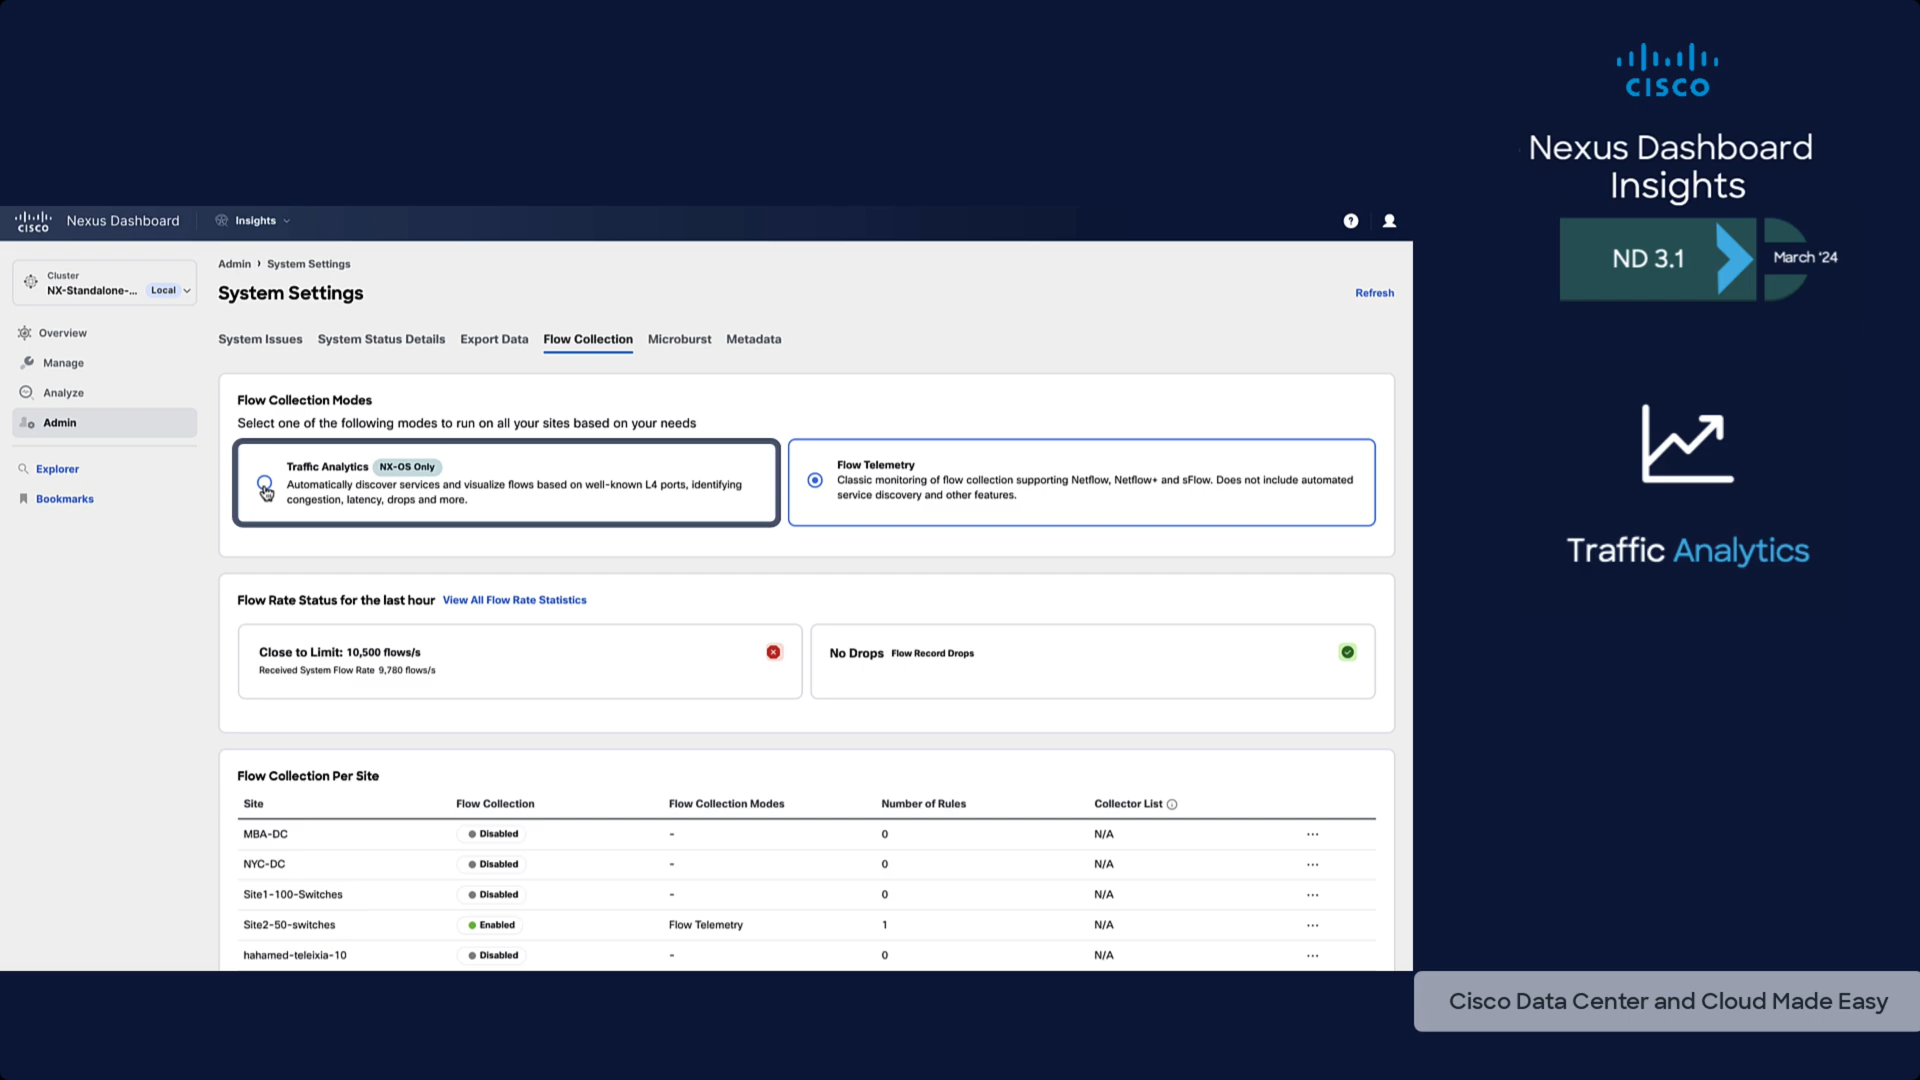 CISCO
Nexus Dashboard
Insights
ND 3.1
March '24
Traffic Analytics
CISCO
Nexus Dashboard
Insights
Cluster
NX-Standalone-...
Local
Overview
Manage
Analyze
Admin
Explorer
Bookmarks
Admin › System Settings
System Settings
Refresh
System Issues
System Status Details
Export Data
Flow Collection
Microburst
Metadata
Flow Collection Modes
Select one of the following modes to run on all your sites based on your needs
Traffic Analytics NX-OS Only
Automatically discover services and visualize flows based on well-known L4 ports, identifying
congestion, latency, drops and more.
Flow Telemetry
Classic monitoring of flow collection supporting Netflow, Netflow+ and sFlow. Does not include automated
service discovery and other features.
Flow Rate Status for the last hour View All Flow Rate Statistics
Close to Limit: 10,500 flows/s
Received System Flow Rate 9,780 flows/s
No Drops Flow Record Drops
Flow Collection Per Site
Site Flow Collection Flow Collection Modes Number of Rules Collector List
MBA-DC Disabled - 0 N/A ...
NYC-DC Disabled - 0 N/A ...
Site1-100-Switches Disabled - 0 N/A ...
Site2-50-switches Enabled Flow Telemetry 1 N/A ...
hahamed-teleixia-10 Disabled - 0 N/A ...
Cisco Data Center and Cloud Made Easy